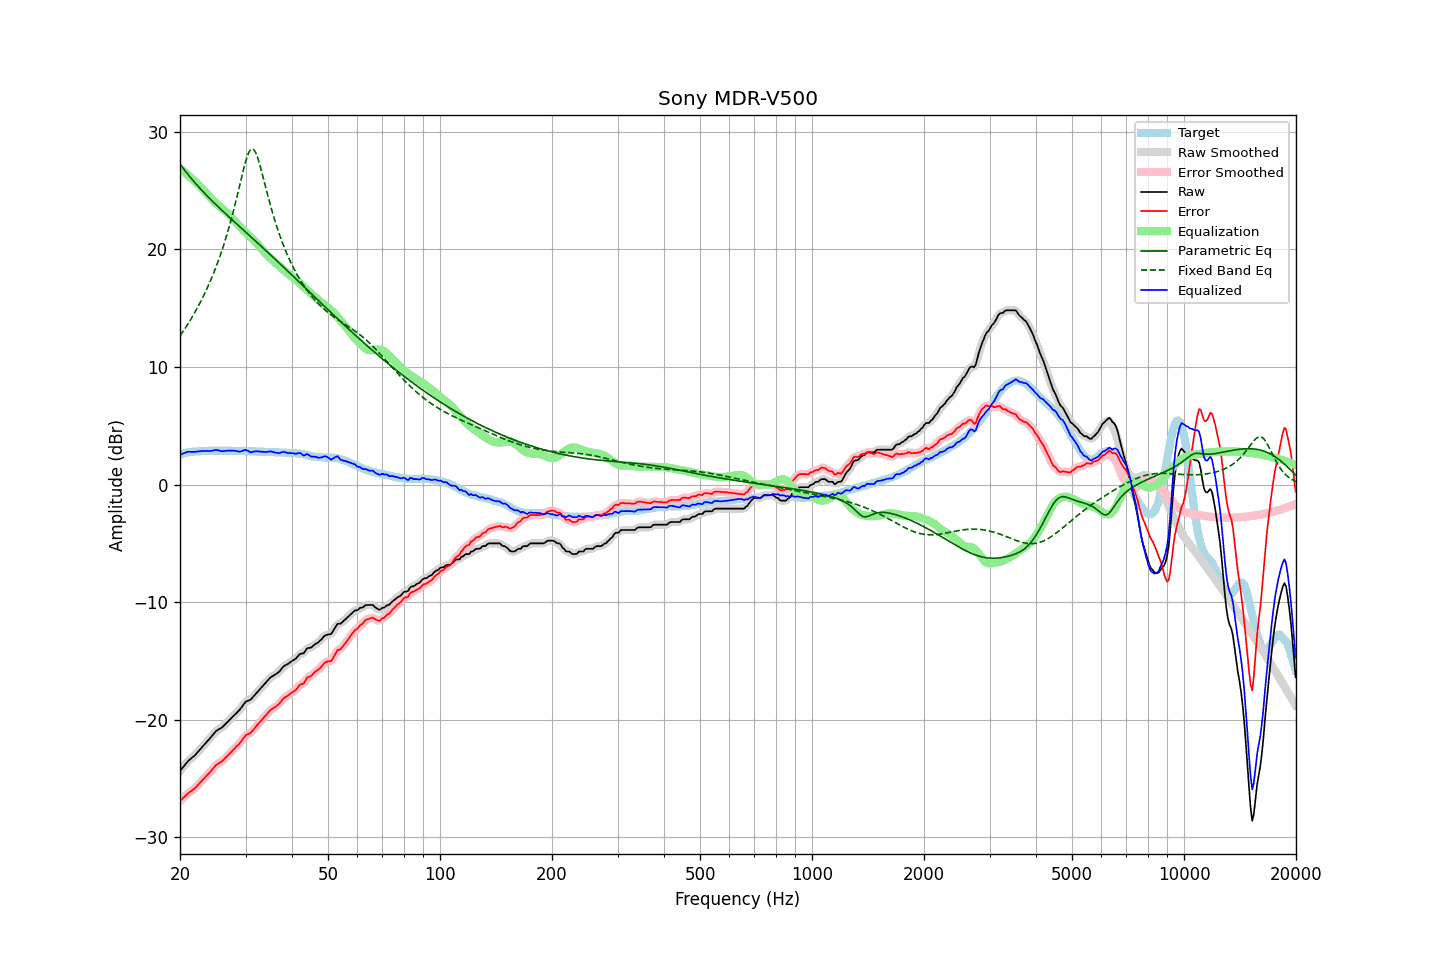 Sony MDR-V500
Amplitude (dBr)
30
20
10
0
−10
−20
−30
Target
Raw Smoothed
Error Smoothed
Raw
Error
Equalization
Parametric Eq
Fixed Band Eq
Equalized
20 50 100 200 500 1000 2000 5000 10000 20000
Frequency (Hz)